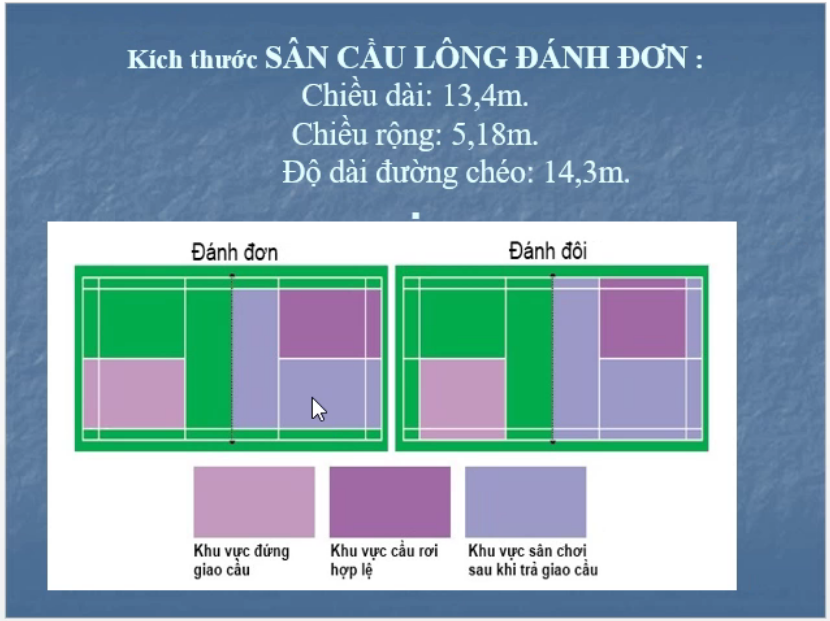 Kích thước SÂN CẦU LÔNG ĐÁNH ĐƠN :
Chiều dài: 13,4m.
Chiều rộng: 5,18m.
Độ dài đường chéo: 14,3m.
Đánh đơn
Đánh đôi
Khu vực đứng
giao cầu
Khu vực cầu rơi
hợp lệ
Khu vực sân chơi
sau khi trả giao cầu